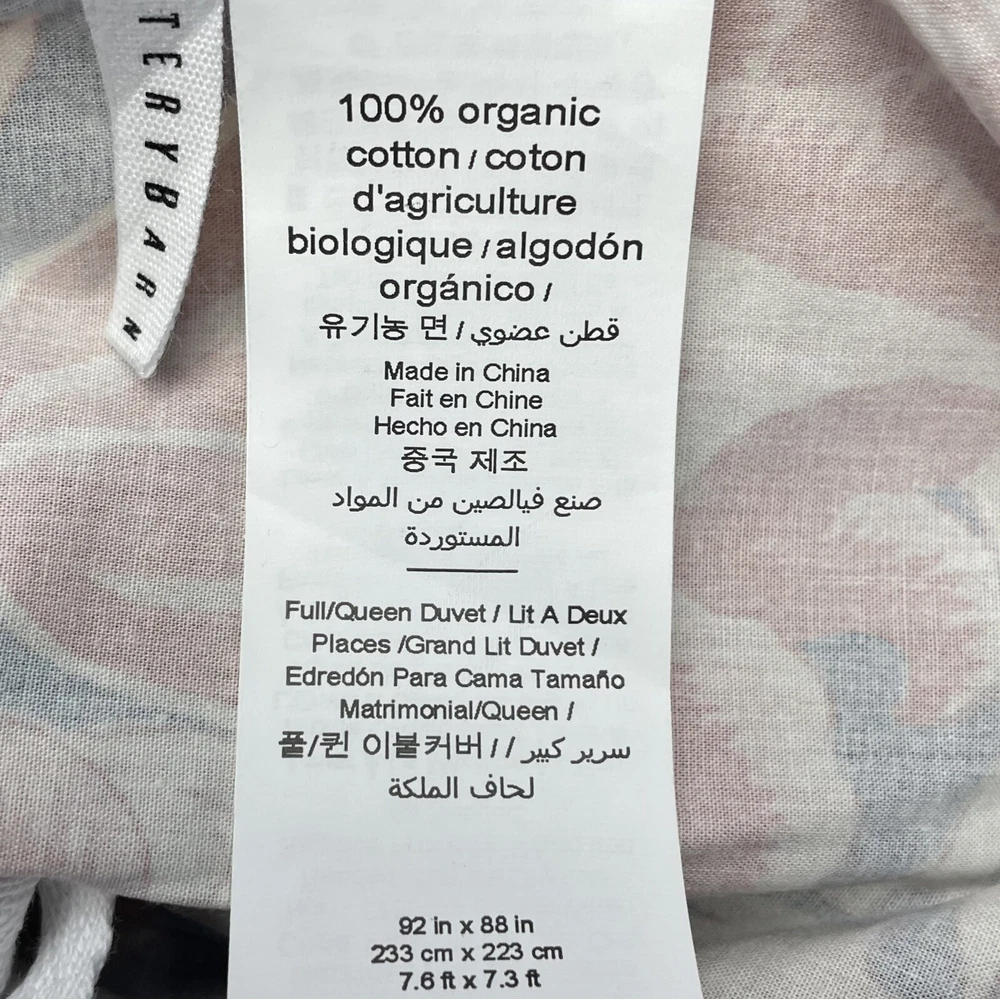 TERYBARN
100% organic
cotton / coton
d'agriculture
biologique / algodón
orgánico /
유기농 면 / قطن عضوي
Made in China
Fait en Chine
Hecho en China
중국 제조
صنع فيالصين من المواد
المستوردة
Full/Queen Duvet / Lit A Deux
Places /Grand Lit Duvet /
Edredón Para Cama Tamaño
Matrimonial/Queen /
풀/퀸 이불커버 / / سرير كبير
لحاف الملكة
92 in x 88 in
233 cm x 223 cm
7.6 ft x 7.3 ft